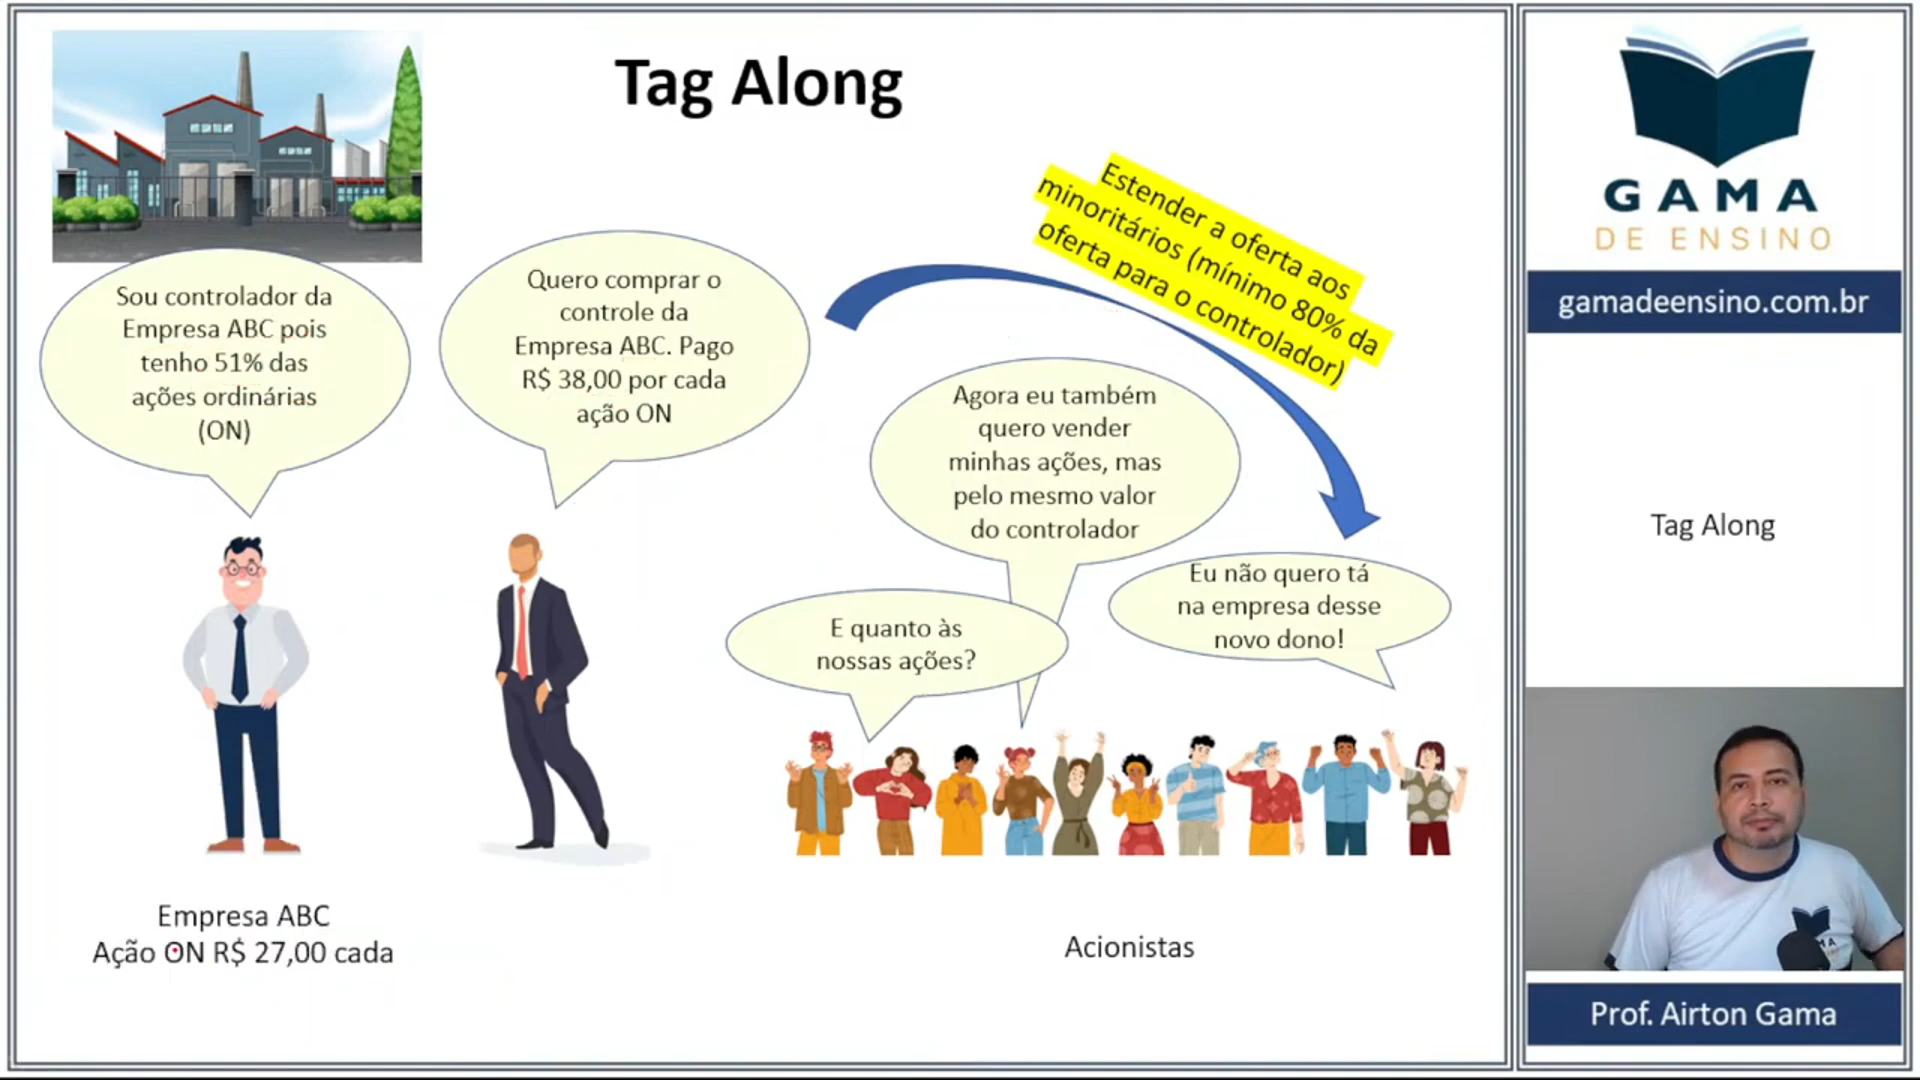 Tag Along
Sou controlador da
Empresa ABC pois
tenho 51% das
ações ordinárias
(ON)
Quero comprar o
controle da
Empresa ABC. Pago
R$ 38,00 por cada
ação ON
Estender a oferta aos
minoritários (mínimo 80% da
oferta para o controlador)
Agora eu também
quero vender
minhas ações, mas
pelo mesmo valor
do controlador
E quanto às
nossas ações?
Eu não quero tá
na empresa desse
novo dono!
Empresa ABC
Ação ON R$ 27,00 cada
Acionistas
GAMA
DE ENSINO
gamadeensino.com.br
Tag Along
Prof. Airton Gama